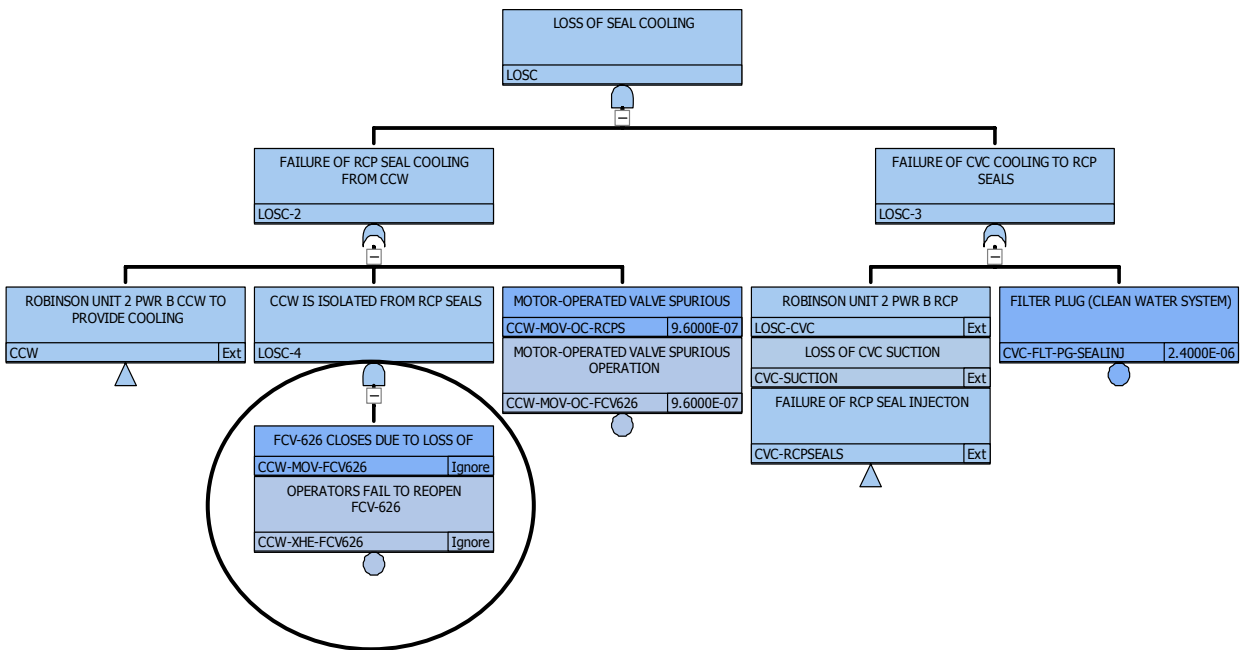 LOSS OF SEAL COOLING
LOSC
FAILURE OF RCP SEAL COOLING
FROM CCW
LOSC-2
FAILURE OF CVC COOLING TO RCP
SEALS
LOSC-3
ROBINSON UNIT 2 PWR B CCW TO
PROVIDE COOLING
CCW Ext
CCW IS ISOLATED FROM RCP SEALS
LOSC-4
MOTOR-OPERATED VALVE SPURIOUS
CCW-MOV-OC-RCPS 9.6000E-07
MOTOR-OPERATED VALVE SPURIOUS
OPERATION
CCW-MOV-OC-FCV626 9.6000E-07
ROBINSON UNIT 2 PWR B RCP
LOSC-CVC Ext
LOSS OF CVC SUCTION
CVC-SUCTION Ext
FAILURE OF RCP SEAL INJECTON
CVC-RCPSEALS Ext
FILTER PLUG (CLEAN WATER SYSTEM)
CVC-FLT-PG-SEALINJ 2.4000E-06
FCV-626 CLOSES DUE TO LOSS OF
CCW-MOV-FCV626 Ignore
OPERATORS FAIL TO REOPEN
FCV-626
CCW-XHE-FCV626 Ignore